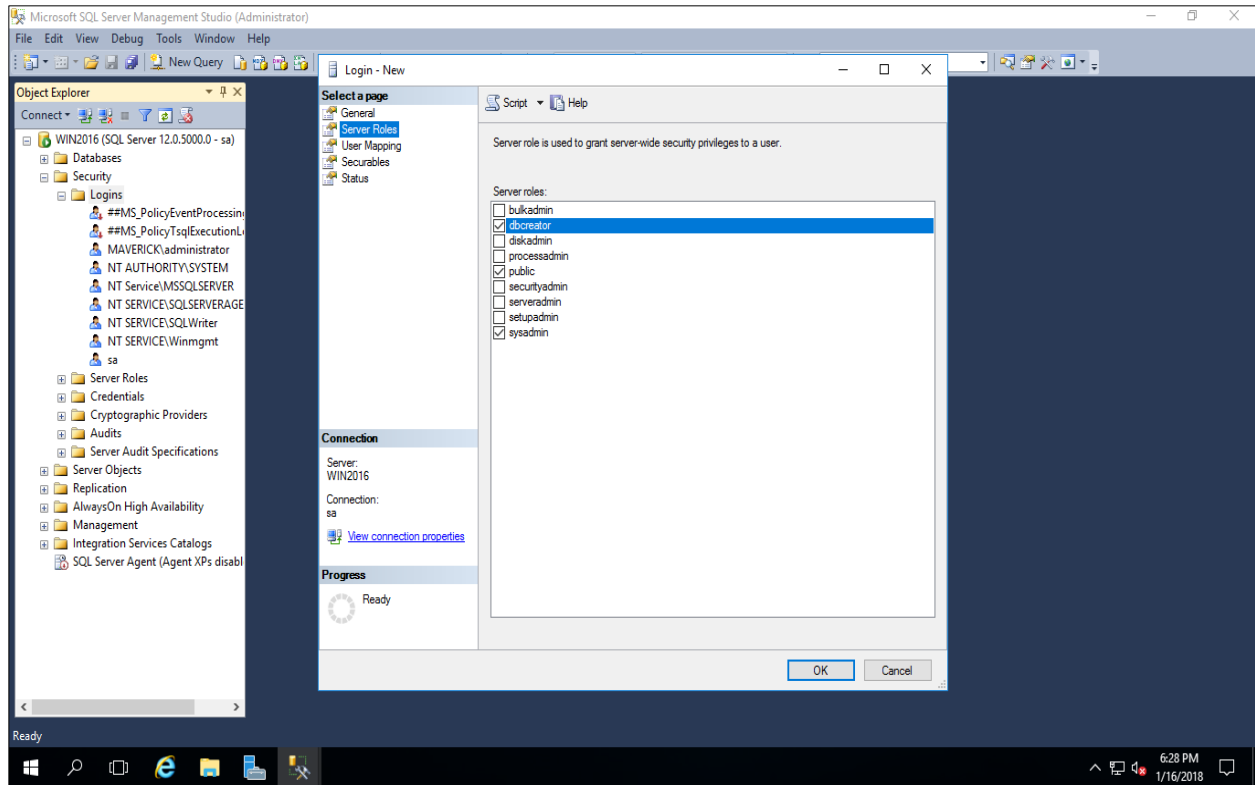 Microsoft SQL Server Management Studio (Administrator)
File Edit View Debug Tools Window Help
New Query
Object Explorer
Connect
WIN2016 (SQL Server 12.0.5000.0 - sa)
Databases
Security
Logins
##MS_PolicyEventProcessin
##MS_PolicyTsqlExecutionL
MAVERICK\administrator
NT AUTHORITY\SYSTEM
NT Service\MSSQLSERVER
NT SERVICE\SQLSERVERAGE
NT SERVICE\SQLWriter
NT SERVICE\Winmgmt
sa
Server Roles
Credentials
Cryptographic Providers
Audits
Server Audit Specifications
Server Objects
Replication
AlwaysOn High Availability
Management
Integration Services Catalogs
SQL Server Agent (Agent XPs disabl
Ready
Login - New
Select a page
General
Server Roles
User Mapping
Securables
Status
Connection
Server:
WIN2016
Connection:
sa
View connection properties
Progress
Ready
Script Help
Server role is used to grant server-wide security privileges to a user.
Server roles:
bulkadmin
dbcreator
diskadmin
processadmin
public
securityadmin
serveradmin
setupadmin
sysadmin
OK Cancel
6:28 PM
1/16/2018